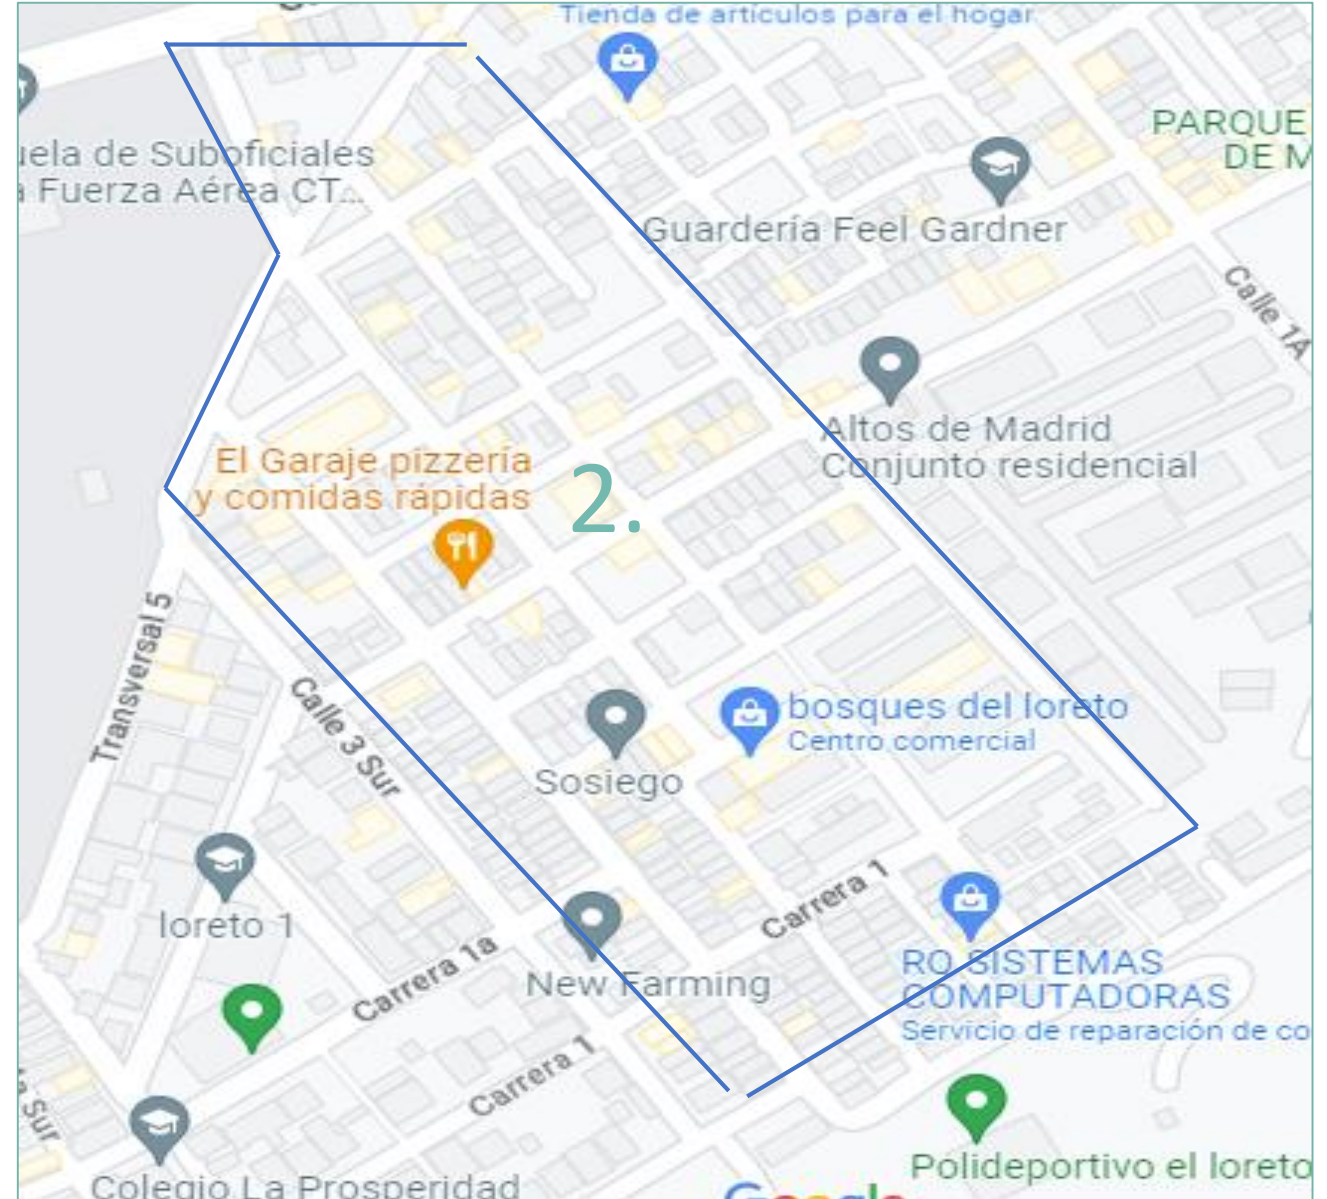 Tienda de artículos para el hogar
PARQUE
DE M
uela de Suboficiales
a Fuerza Aérea CT...
Guardería Feel Gardner
Calle 1A
Altos de Madrid
Conjunto residencial
El Garaje pizzería
y comidas rápidas
2.
Transversal 5
Calle 3 Sur
bosques del loreto
Centro comercial
Sosiego
Carrera 1
loreto 1
Carrera 1a
New Farming
RO SISTEMAS
COMPUTADORAS
Servicio de reparación de co
Carrera 1
a Sur
Polideportivo el loreto
Colegio La Prosperidad
Google